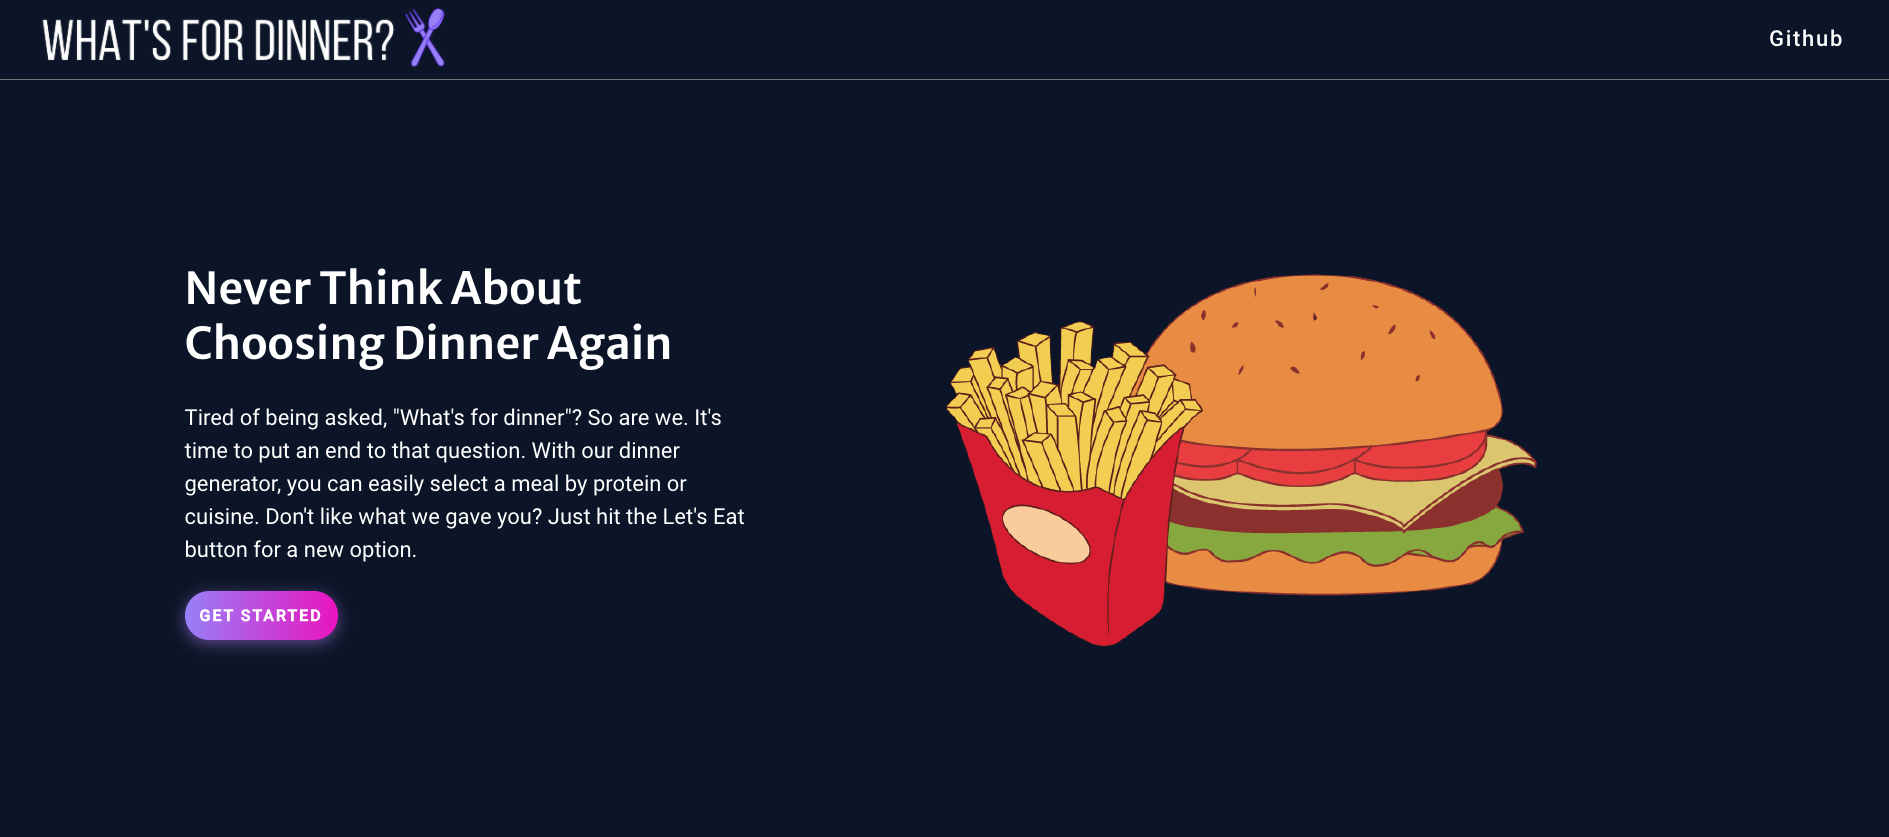 WHAT'S FOR DINNER?
Github
Never Think About
Choosing Dinner Again
Tired of being asked, "What's for dinner"? So are we. It's
time to put an end to that question. With our dinner
generator, you can easily select a meal by protein or
cuisine. Don't like what we gave you? Just hit the Let's Eat
button for a new option.
GET STARTED